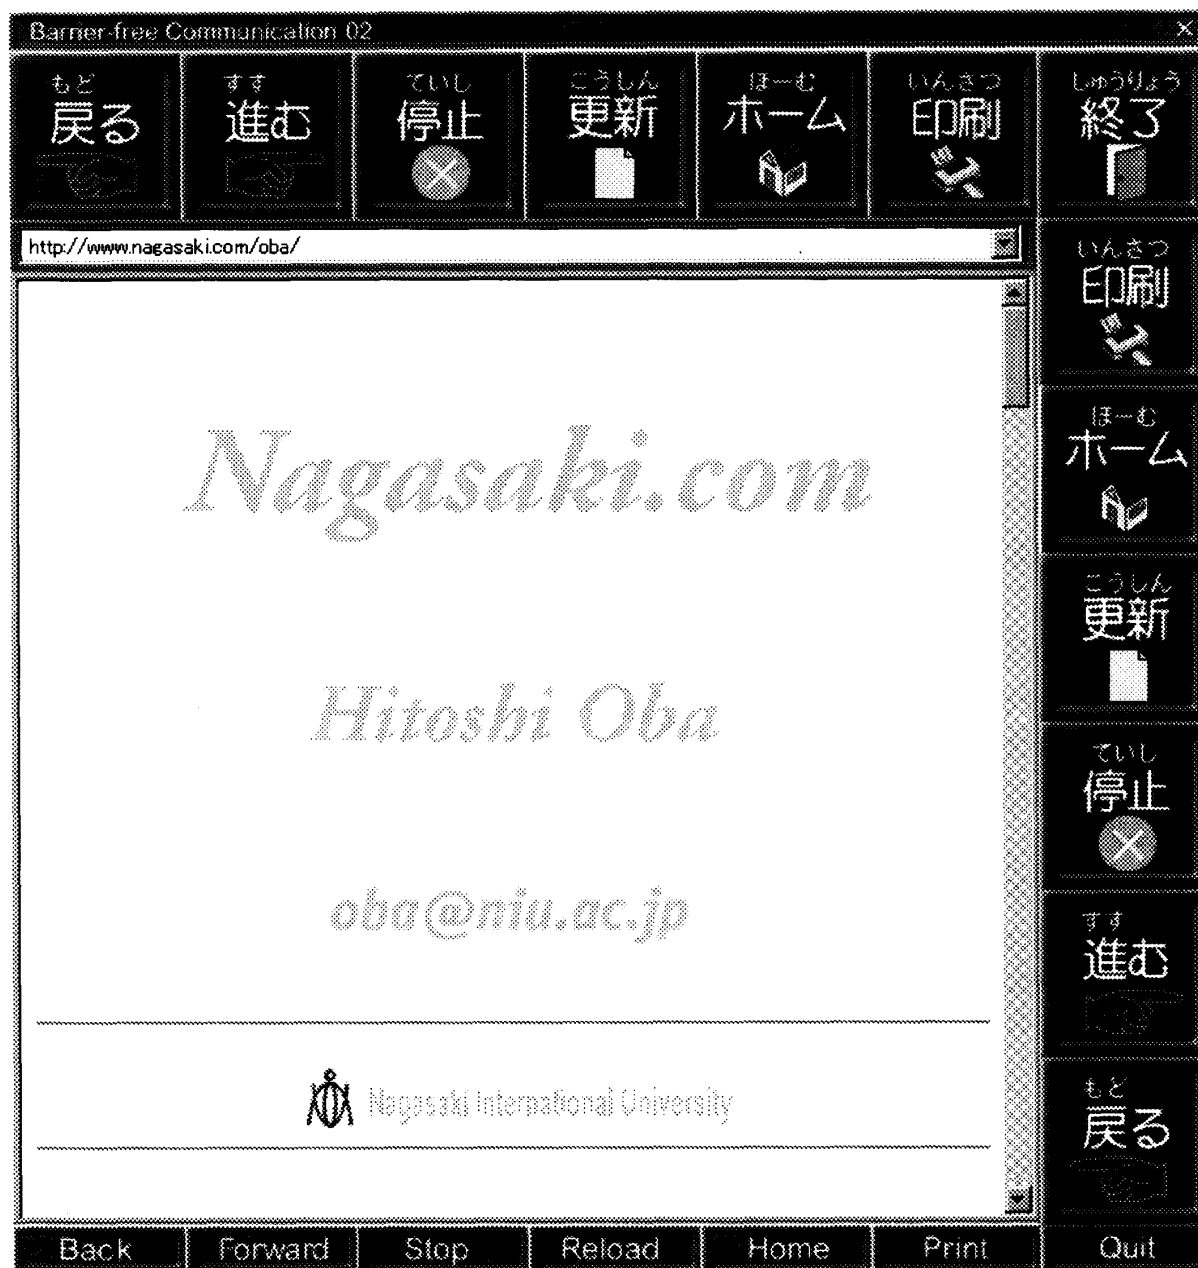 Barrier-free Communication 02
もど すす ていし こうしん ほーむ いんさつ しゅうりょう
戻る 進む 停止 更新 ホーム 印刷 終了
http://www.nagasaki.com/oba/
いんさつ
印刷
ほーむ
ホーム
こうしん
更新
ていし
停止
すす
進む
もど
戻る
Nagasaki.com
Hitoshi Oba
oba@niu.ac.jp
Nagasaki International University
Back Forward Stop Reload Home Print Quit